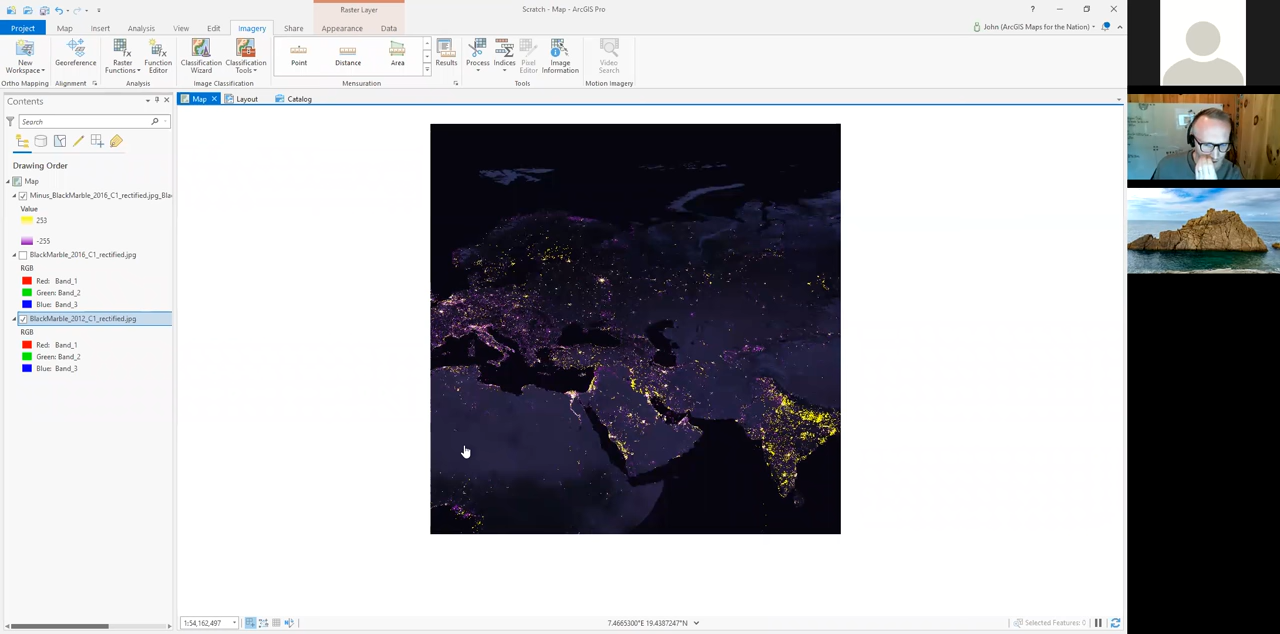 Raster Layer
Scratch - Map - ArcGIS Pro
?
Project
Map
Insert
Analysis
View
Edit
Imagery
Share
Appearance
Data
John (ArcGIS Maps for the Nation)
New Workspace
Georeference
Raster Functions
Function Editor
Classification Wizard
Classification Tools
Point
Distance
Area
Results
Process
Indices
Pixel Editor
Image Information
Video Search
Ortho Mapping
Alignment
Analysis
Image Classification
Mensuration
Tools
Motion Imagery
Contents
Map
Layout
Catalog
Search
Drawing Order
Map
Minus_BlackMarble_2016_C1_rectified.jpg_Bla
Value
253
-255
BlackMarble_2016_C1_rectified.jpg
RGB
Red: Band_1
Green: Band_2
Blue: Band_3
BlackMarble_2012_C1_rectified.jpg
RGB
Red: Band_1
Green: Band_2
Blue: Band_3
1:54,162,497
7.4665300°E 19.4387247°N
Selected Features: 0